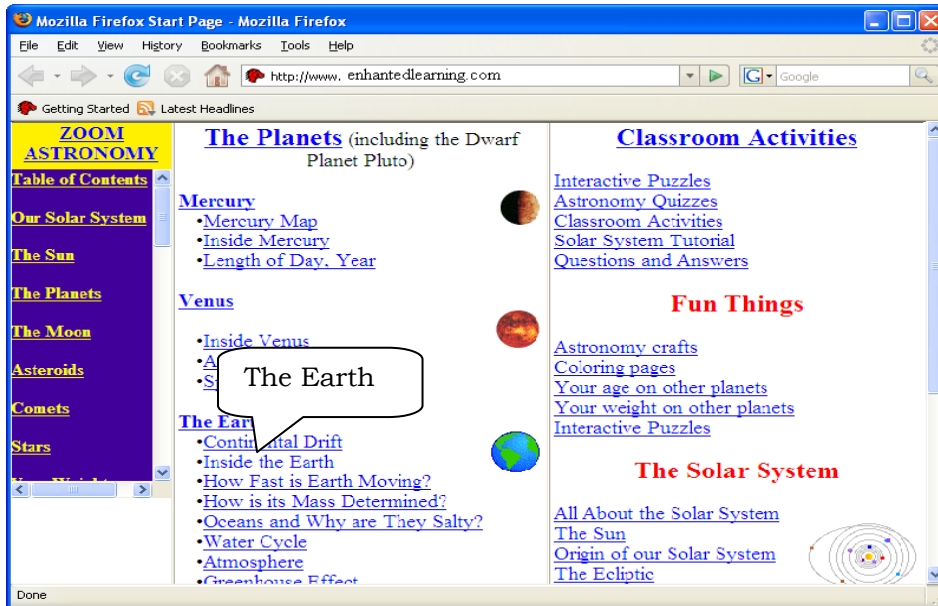 Mozilla Firefox Start Page - Mozilla Firefox
File Edit View History Bookmarks Tools Help
http://www. enhantedlearning.com
G Google
Getting Started Latest Headlines
ZOOM
ASTRONOMY
Table of Contents
Our Solar System
The Sun
The Planets
The Moon
Asteroids
Comets
Stars
The Planets (including the Dwarf
Planet Pluto)
Mercury
•Mercury Map
•Inside Mercury
•Length of Day, Year
Venus
•Inside Venus
•A
•S
The Earth
The Ear
•Continental Drift
•Inside the Earth
•How Fast is Earth Moving?
•How is its Mass Determined?
•Oceans and Why are They Salty?
•Water Cycle
•Atmosphere
•Greenhouse Effect
Classroom Activities
Interactive Puzzles
Astronomy Quizzes
Classroom Activities
Solar System Tutorial
Questions and Answers
Fun Things
Astronomy crafts
Coloring pages
Your age on other planets
Your weight on other planets
Interactive Puzzles
The Solar System
All About the Solar System
The Sun
Origin of our Solar System
The Ecliptic
Done